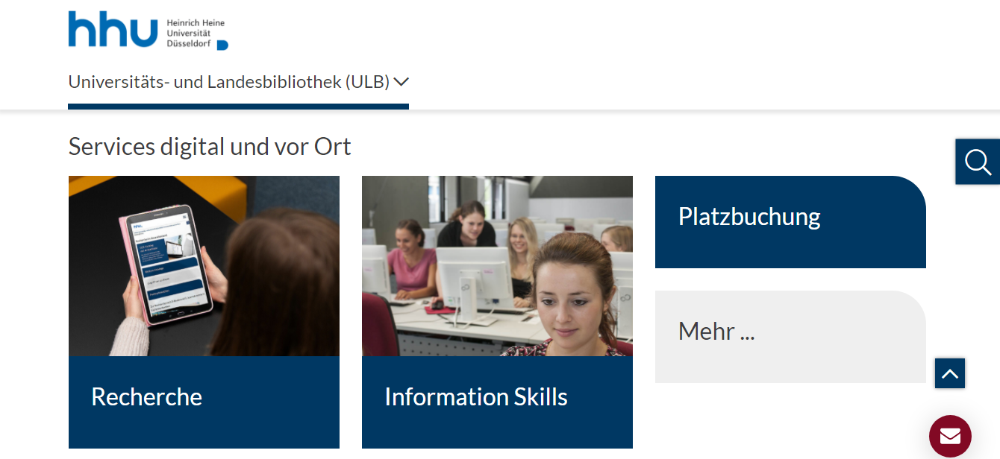 hhu
Heinrich Heine
Universität
Düsseldorf
Universitäts- und Landesbibliothek (ULB)
Services digital und vor Ort
hhu
Recherche
Information Skills
Platzbuchung
Mehr ...